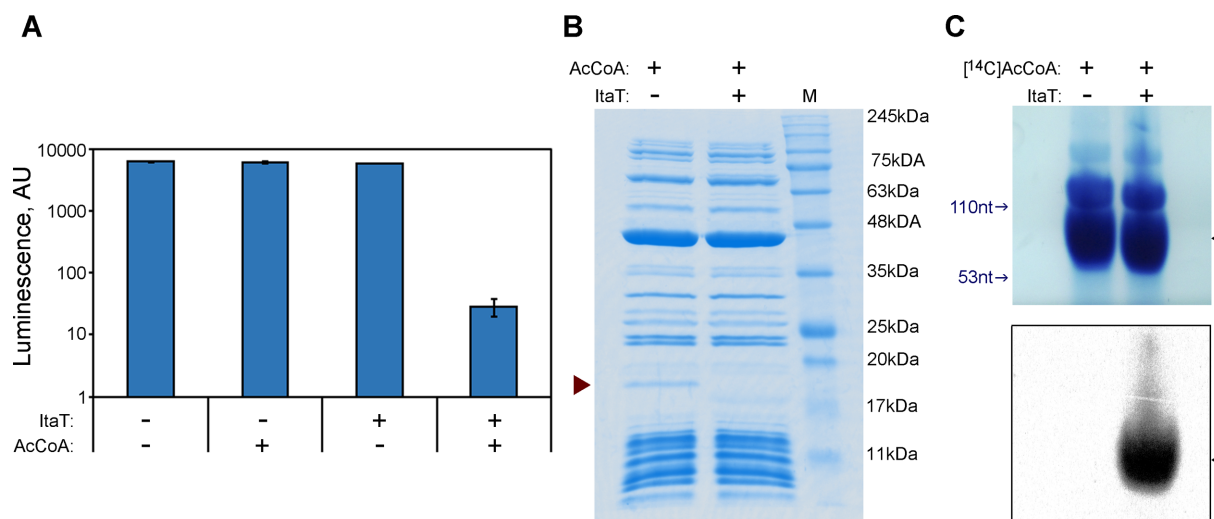 A
Luminescence, AU
10000
1000
100
10
1
ItaT: - - + +
AcCoA: - + - +
B
AcCoA: + +
ItaT: - + M
245kDa
75kDA
63kDa
48kDA
35kDa
25kDa
20kDa
17kDa
11kDa
C
[¹⁴C]AcCoA: + +
ItaT: - +
110nt→
53nt→